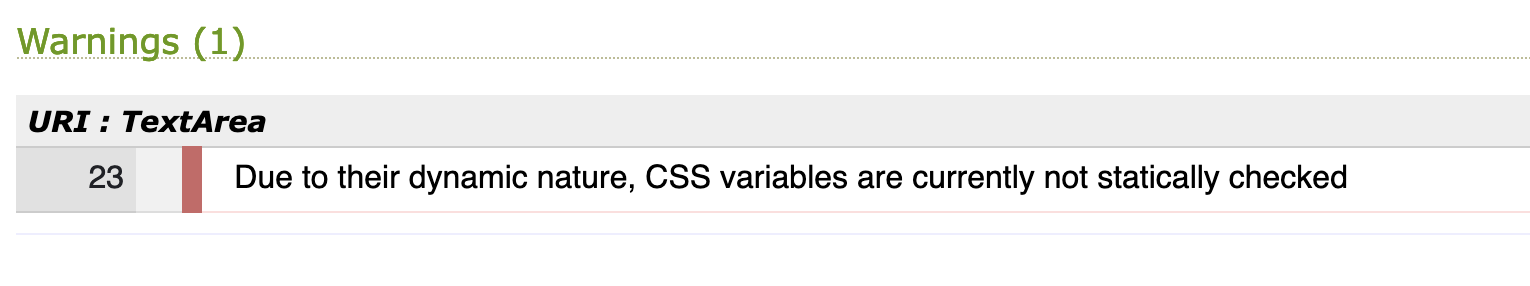 Warnings (1)
URI : TextArea
23 Due to their dynamic nature, CSS variables are currently not statically checked